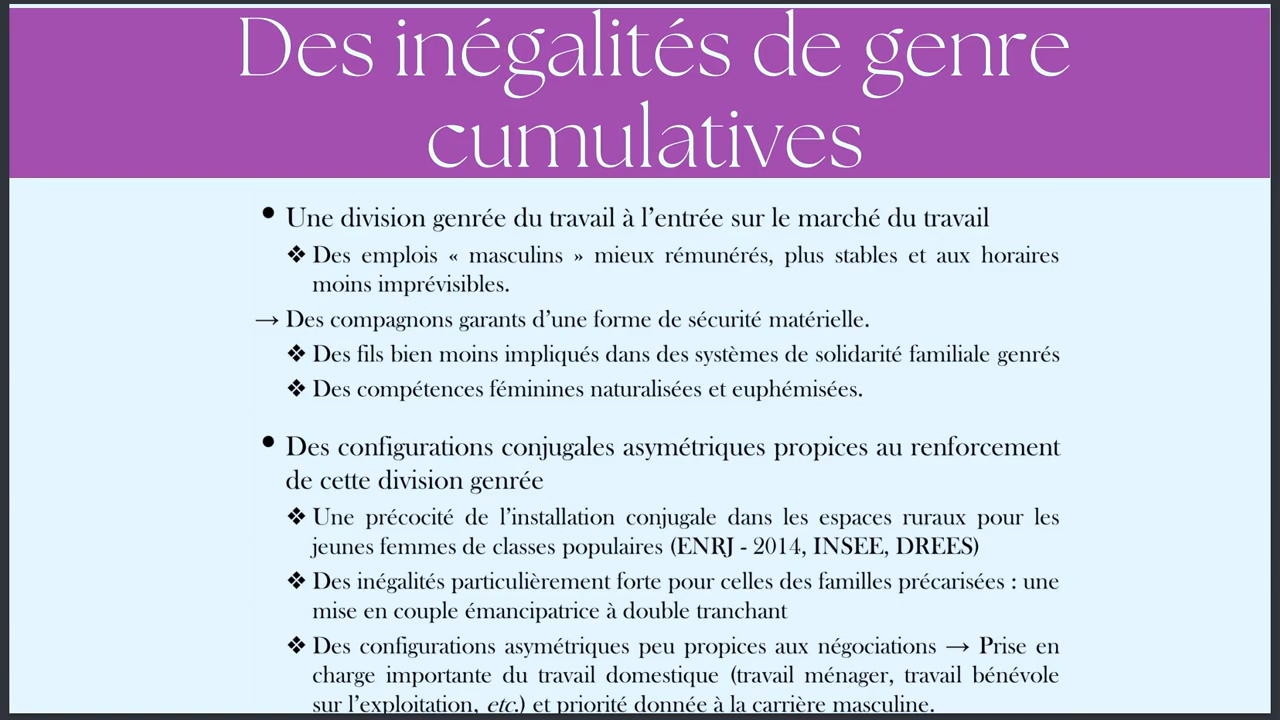 Des inégalités de genre
cumulatives
• Une division genrée du travail à l'entrée sur le marché du travail
❖ Des emplois « masculins » mieux rémunérés, plus stables et aux horaires
moins imprévisibles.
→ Des compagnons garants d'une forme de sécurité matérielle.
❖ Des fils bien moins impliqués dans des systèmes de solidarité familiale genrés
❖ Des compétences féminines naturalisées et euphémisées.
• Des configurations conjugales asymétriques propices au renforcement
de cette division genrée
❖ Une précocité de l'installation conjugale dans les espaces ruraux pour les
jeunes femmes de classes populaires (ENRJ - 2014, INSEE, DREES)
❖ Des inégalités particulièrement forte pour celles des familles précarisées : une
mise en couple émancipatrice à double tranchant
❖ Des configurations asymétriques peu propices aux négociations → Prise en
charge importante du travail domestique (travail ménager, travail bénévole
sur l'exploitation, etc.) et priorité donnée à la carrière masculine.